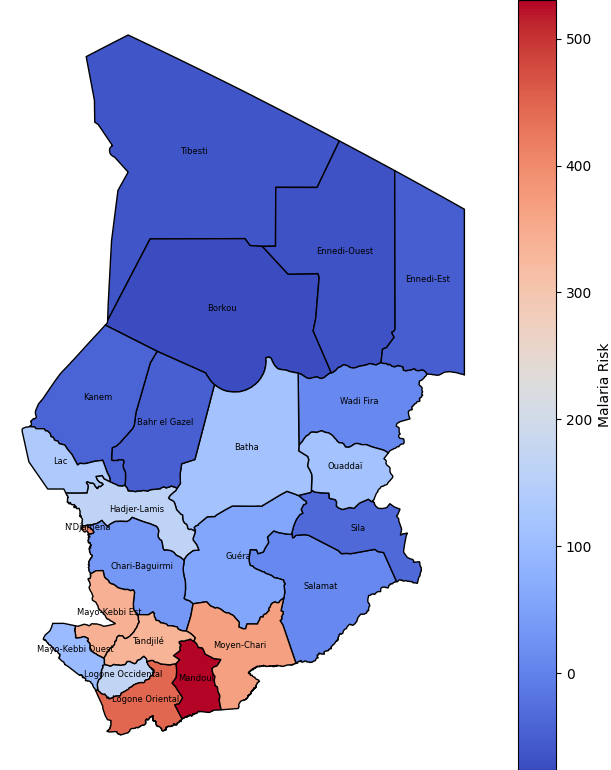 500
Tibesti
400
Ennedi-Ouest
Ennedi-Est
Borkou
300
Malaria Risk
Kanem
Wadi Fira
Bahr el Gazel
200
Batha
Lac
Ouaddaï
Hadjer-Lamis
N'Djamena
Sila
100
Guéra
Chari-Baguirmi
Salamat
Mayo-Kebbi Est
Tandjilé
Moyen-Chari
Mayo-Kebbi Ouest
0
Logone Occidental
Mandoul
Logone Oriental